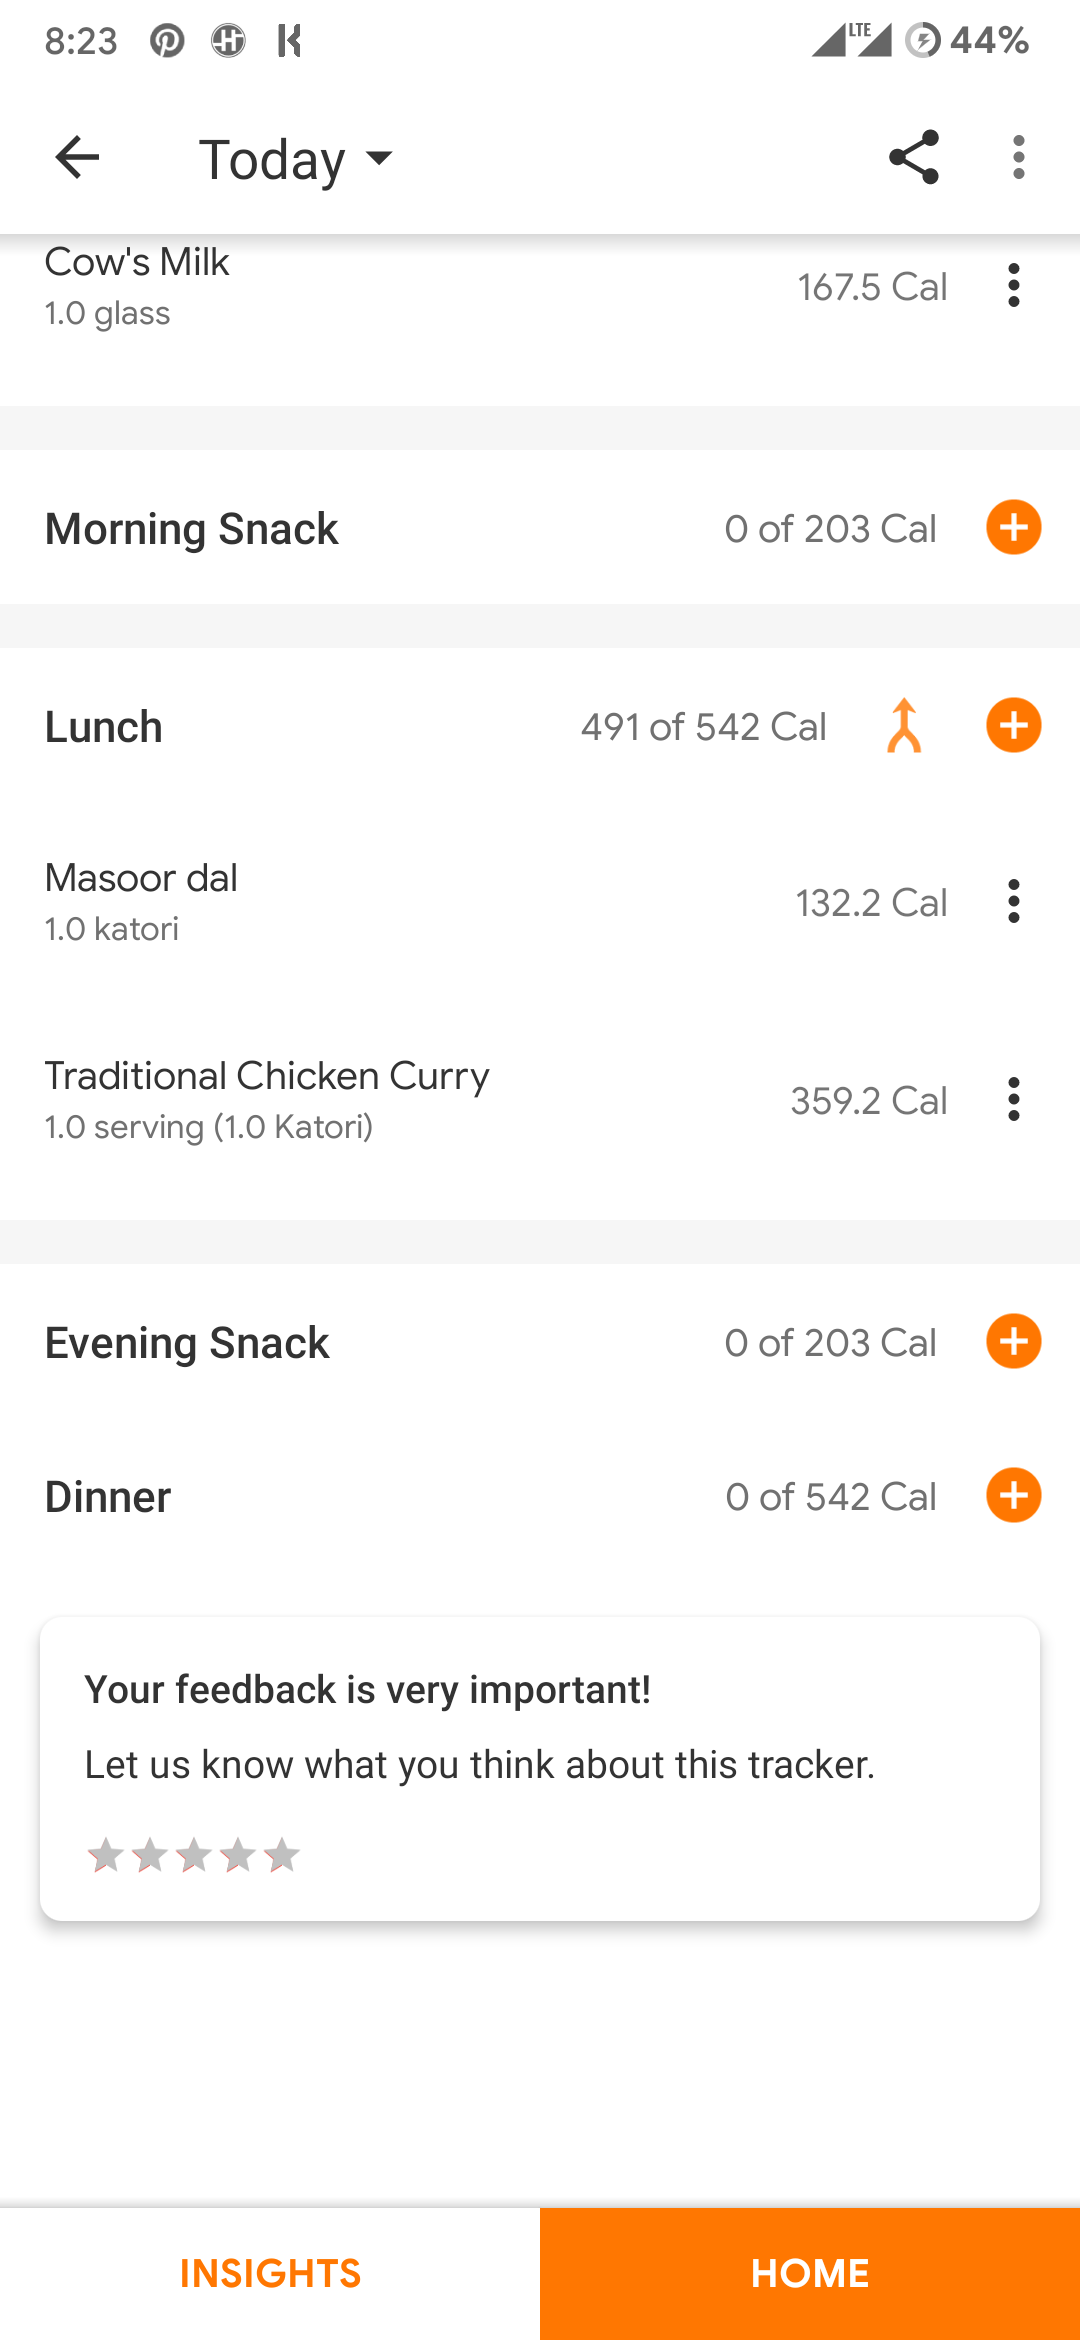 8:23 LTE 44%
Today
Cow's Milk
167.5 Cal
1.0 glass
Morning Snack 0 of 203 Cal
Lunch 491 of 542 Cal
Masoor dal
132.2 Cal
1.0 katori
Traditional Chicken Curry
359.2 Cal
1.0 serving (1.0 Katori)
Evening Snack 0 of 203 Cal
Dinner 0 of 542 Cal
Your feedback is very important!
Let us know what you think about this tracker.
INSIGHTS HOME